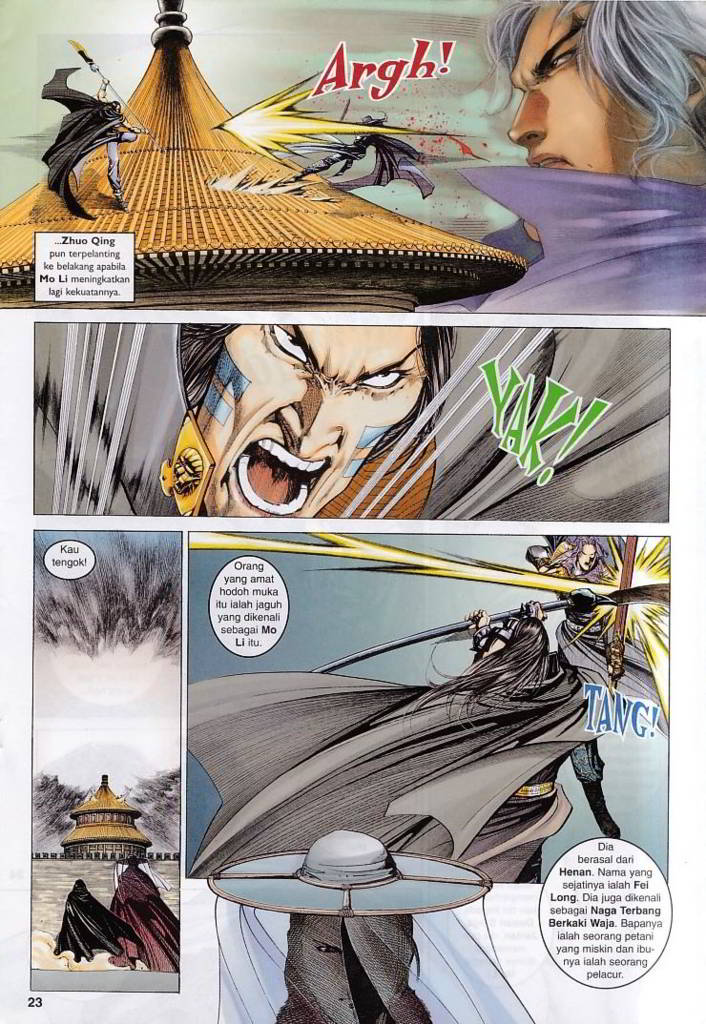 Argh!
...Zhuo Qing
pun terpelanting
ke belakang apabila
Mo Li meningkatkan
lagi kekuatannya.
YAK!
Kau
tengok!
Orang
yang amat
hodoh muka
itu ialah jaguh
yang dikenali
sebagai Mo
Li itu.
TANG!
Dia
berasal dari
Henan. Nama yang
sejatinya ialah Fei
Long. Dia juga dikenali
sebagai Naga Terbang
Berkaki Waja. Bapanya
ialah seorang petani
yang miskin dan ibu-
nya ialah seorang
pelacur.
23